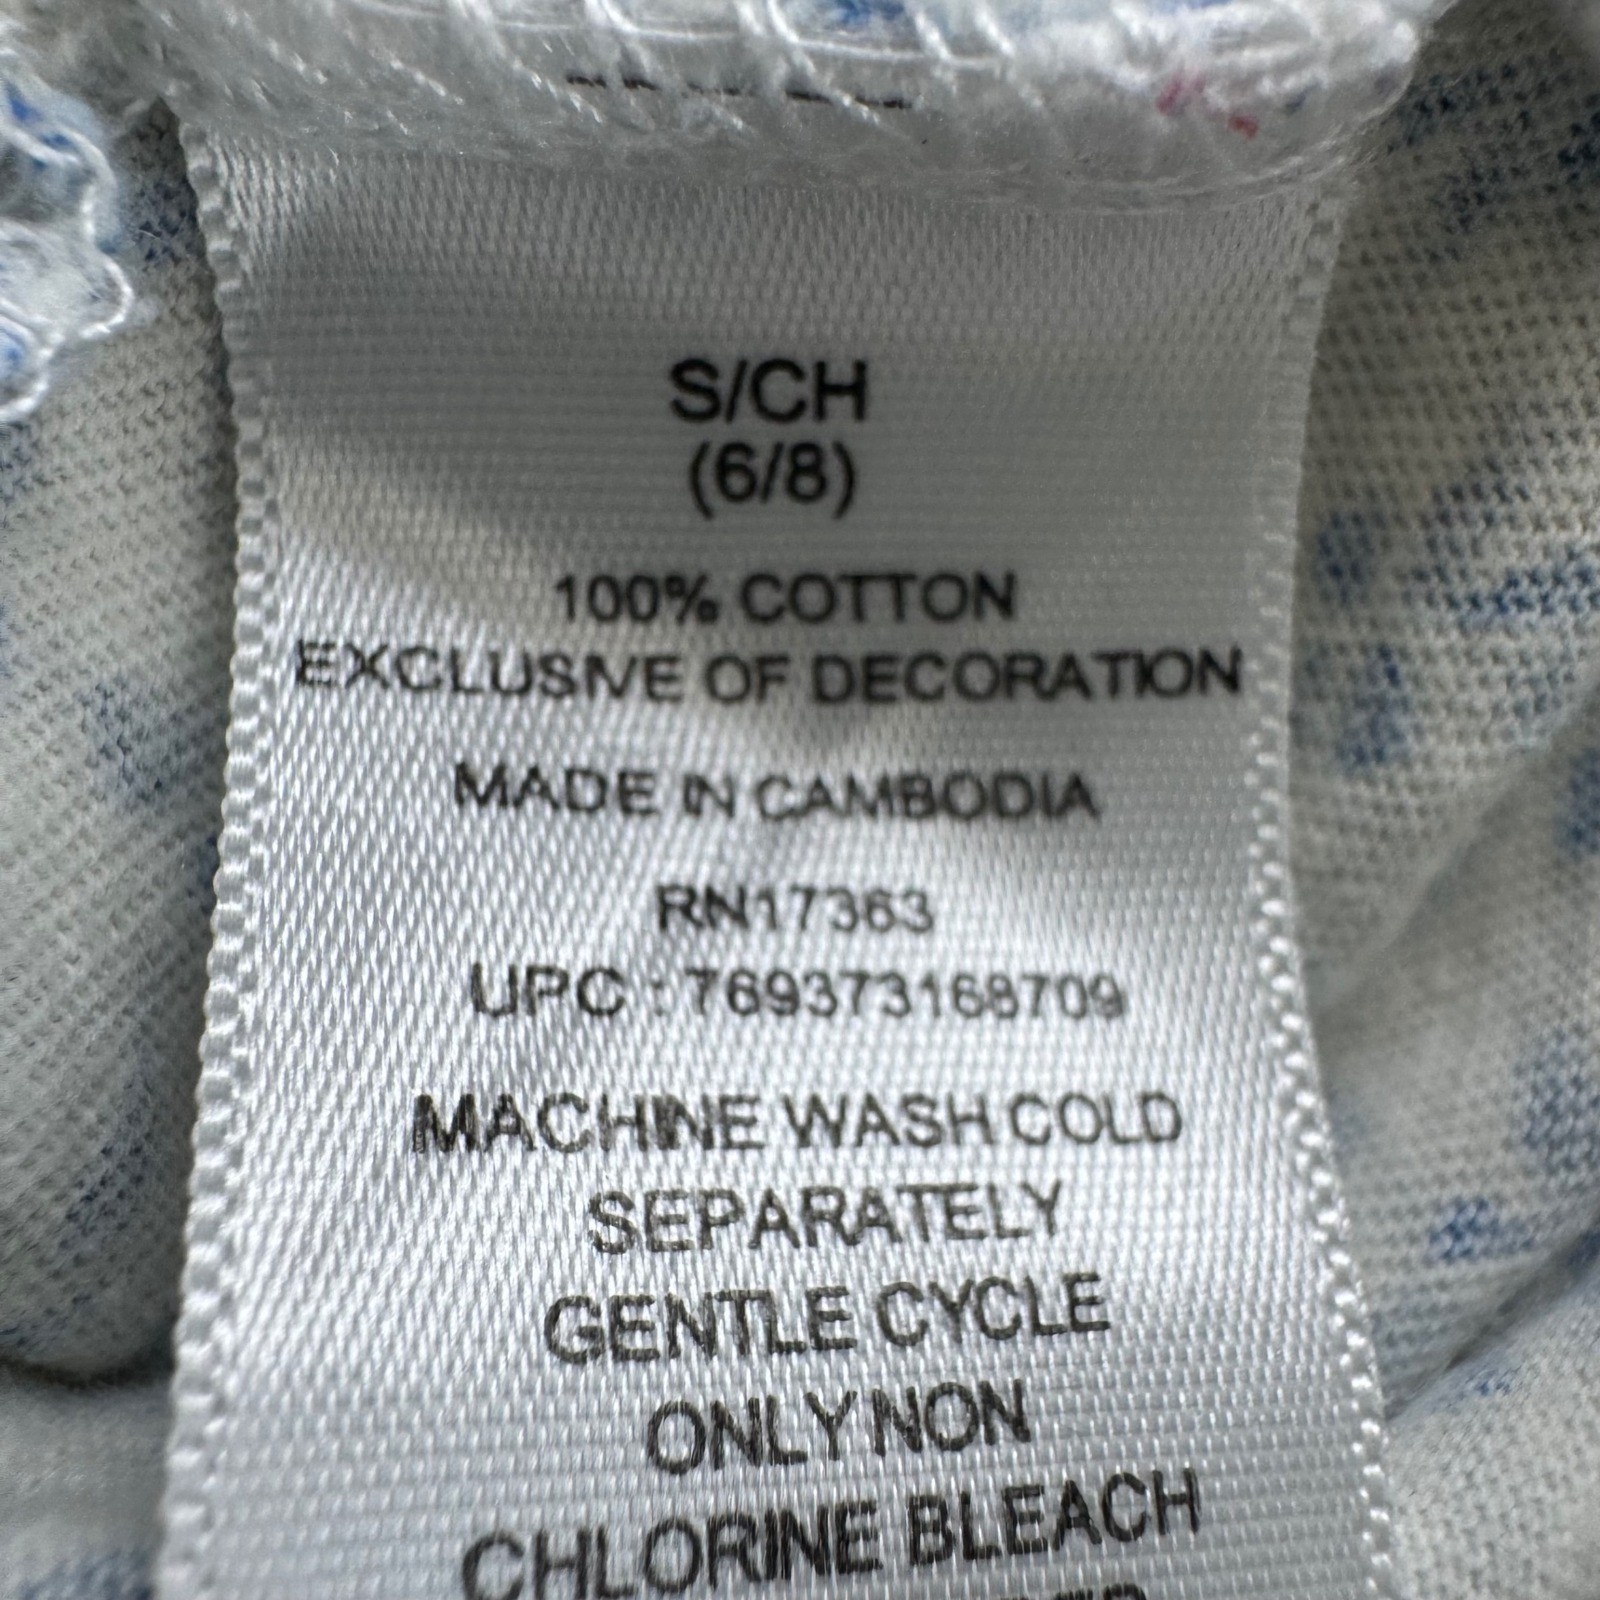 S/CH
(6/8)
100% COTTON
EXCLUSIVE OF DECORATION
MADE IN CAMBODIA
RN17363
UPC : 769373168709
MACHINE WASH COLD
SEPARATELY
GENTLE CYCLE
ONLY NON
CHLORINE BLEACH